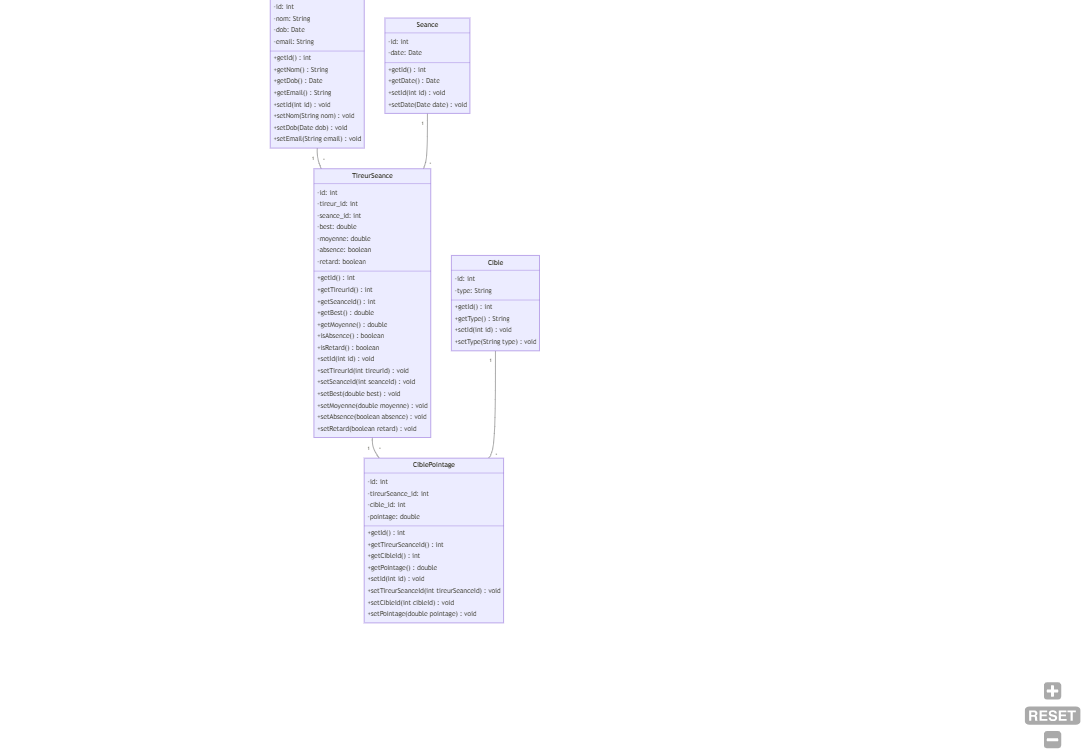 -id: int
-nom: String
-dob: Date
-email: String
+getId() : int
+getNom() : String
+getDob() : Date
+getEmail() : String
+setId(int id) : void
+setNom(String nom) : void
+setDob(Date dob) : void
+setEmail(String email) : void
Seance
-id: int
-date: Date
+getId() : int
+getDate() : Date
+setId(int id) : void
+setDate(Date date) : void
1
*
1
*
TireurSeance
-id: int
-tireur_id: int
-seance_id: int
-best: double
-moyenne: double
-absence: boolean
-retard: boolean
+getId() : int
+getTireurId() : int
+getSeanceId() : int
+getBest() : double
+getMoyenne() : double
+isAbsence() : boolean
+isRetard() : boolean
+setId(int id) : void
+setTireurId(int tireurId) : void
+setSeanceId(int seanceId) : void
+setBest(double best) : void
+setMoyenne(double moyenne) : void
+setAbsence(boolean absence) : void
+setRetard(boolean retard) : void
Cible
-id: int
-type: String
+getId() : int
+getType() : String
+setId(int id) : void
+setType(String type) : void
1
1
*
*
CiblePointage
-id: int
-tireurSeance_id: int
-cible_id: int
-pointage: double
+getId() : int
+getTireurSeanceId() : int
+getCibleId() : int
+getPointage() : double
+setId(int id) : void
+setTireurSeanceId(int tireurSeanceId) : void
+setCibleId(int cibleId) : void
+setPointage(double pointage) : void
RESET